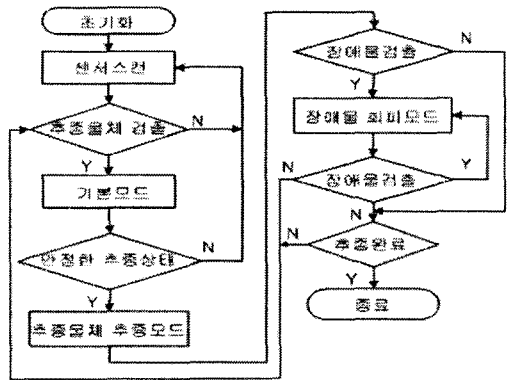 초기화
센서스캔
추종물체 검출
N
Y
기본모드
안정한 추종상태
N
Y
추종물체 추종모드
장애물검출
N
Y
장애물 회피모드
장애물검출
N
Y
N
추종완료
N
Y
종료